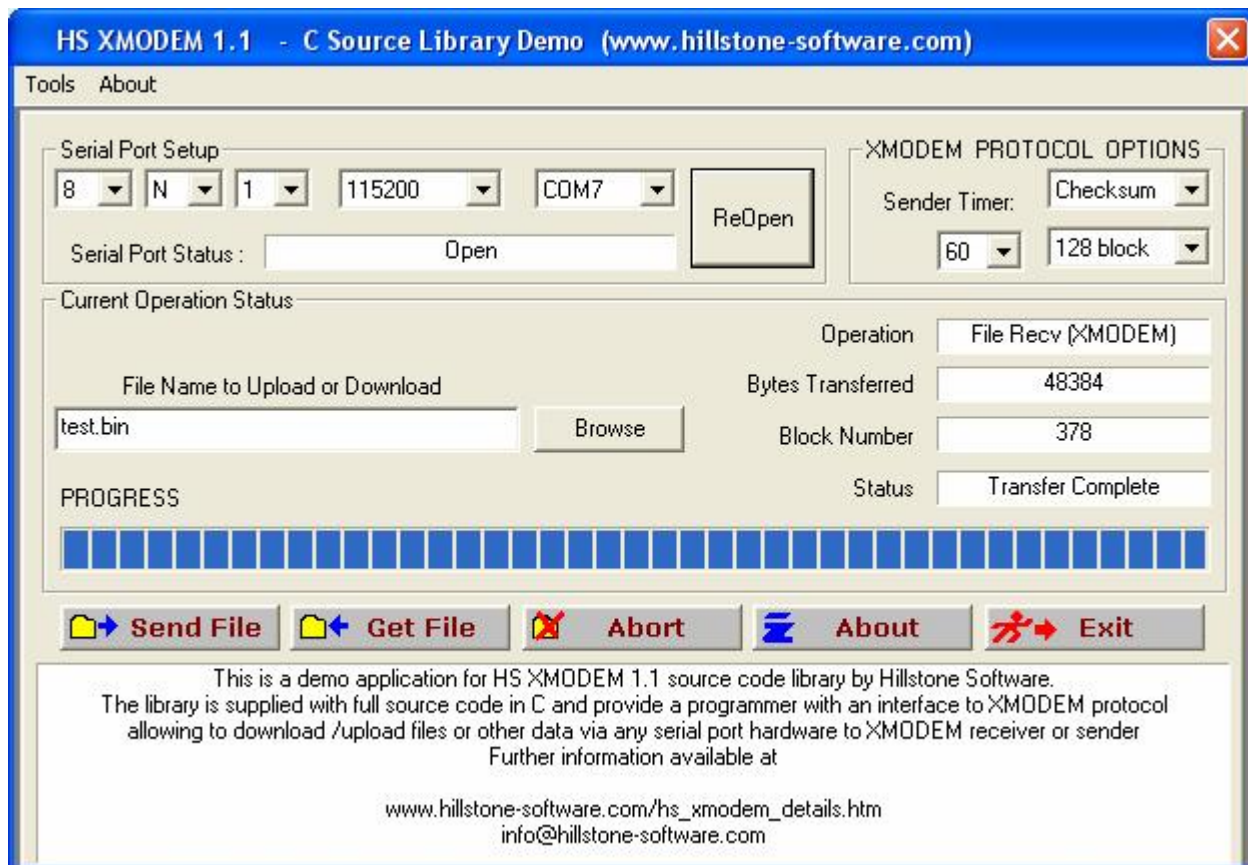 HS XMODEM 1.1 - C Source Library Demo (www.hillstone-software.com)
Tools About
Serial Port Setup
8 N 1 115200 COM7
ReOpen
Serial Port Status : Open
XMODEM PROTOCOL OPTIONS
Sender Timer: Checksum
60 128 block
Current Operation Status
Operation File Recv (XMODEM)
File Name to Upload or Download
Bytes Transferred 48384
test.bin Browse
Block Number 378
Status Transfer Complete
PROGRESS
Send File Get File Abort About Exit
This is a demo application for HS XMODEM 1.1 source code library by Hillstone Software.
The library is supplied with full source code in C and provide a programmer with an interface to XMODEM protocol
allowing to download /upload files or other data via any serial port hardware to XMODEM receiver or sender
Further information available at
www.hillstone-software.com/hs_xmodem_details.htm
info@hillstone-software.com